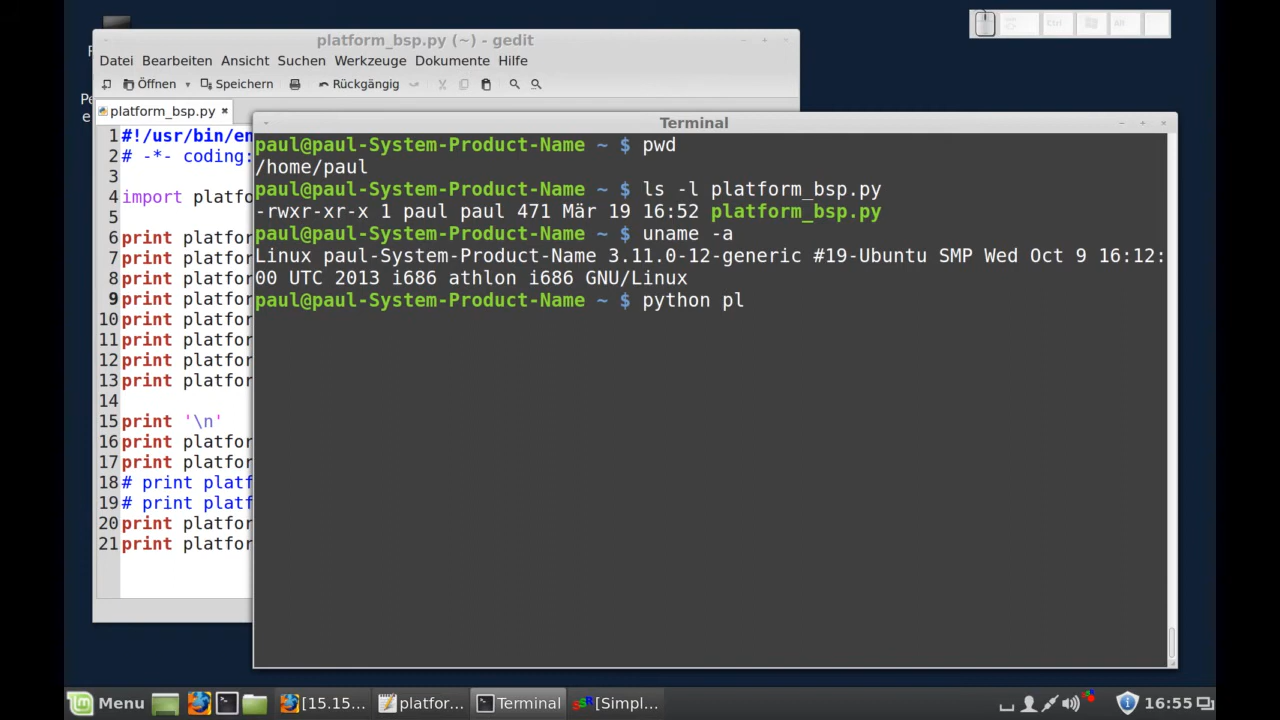 platform_bsp.py (~) - gedit
Datei Bearbeiten Ansicht Suchen Werkzeuge Dokumente Hilfe
Öffnen Speichern Rückgängig
platform_bsp.py
1 #!/usr/bin/en
2 # -*- coding:
3
4 import platfo
5
6 print platfor
7 print platfor
8 print platfor
9 print platfor
10 print platfor
11 print platfor
12 print platfor
13 print platfor
14
15 print '\n'
16 print platfor
17 print platfor
18 # print platf
19 # print platf
20 print platfor
21 print platfor
Terminal
paul@paul-System-Product-Name ~ $ pwd
/home/paul
paul@paul-System-Product-Name ~ $ ls -l platform_bsp.py
-rwxr-xr-x 1 paul paul 471 Mär 19 16:52 platform_bsp.py
paul@paul-System-Product-Name ~ $ uname -a
Linux paul-System-Product-Name 3.11.0-12-generic #19-Ubuntu SMP Wed Oct 9 16:12:
00 UTC 2013 i686 athlon i686 GNU/Linux
paul@paul-System-Product-Name ~ $ python pl
Ctrl
Alt
Menu [15.15... platfor... Terminal [Simpl... 16:55